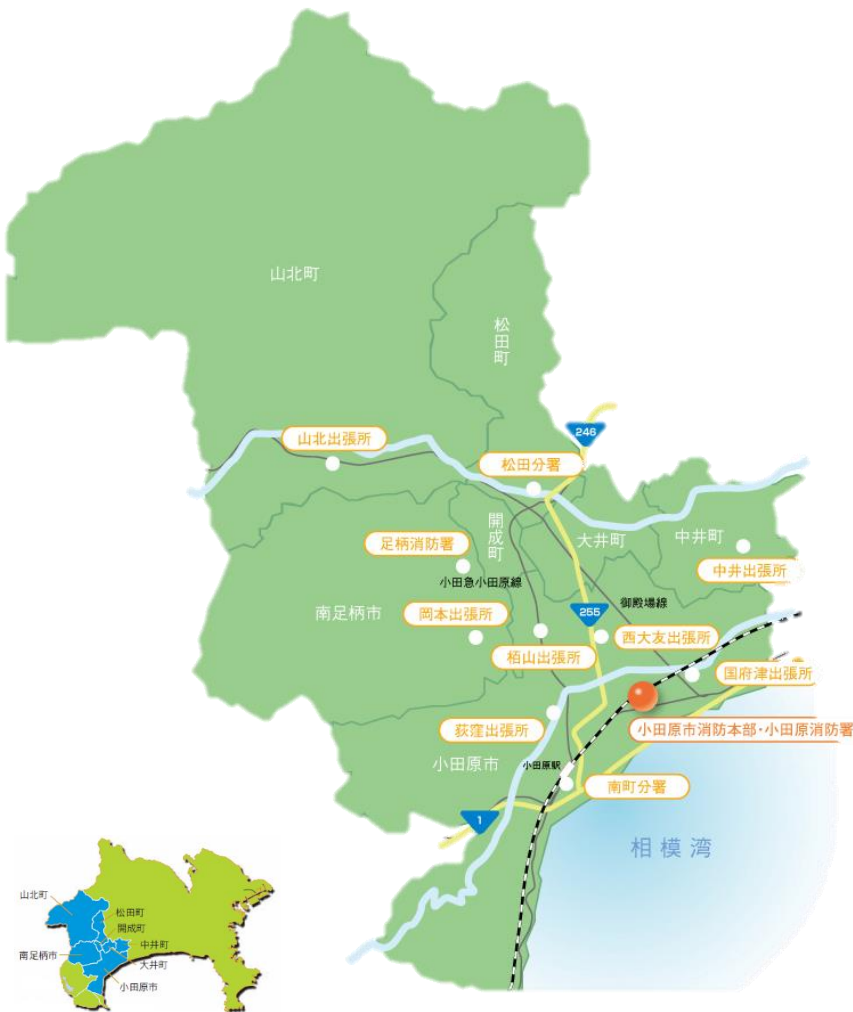 山北町
松田町
246
山北出張所
松田分署
開成町
大井町
中井町
足柄消防署
中井出張所
小田急小田原線
御殿場線
南足柄市
岡本出張所
255
西大友出張所
栢山出張所
国府津出張所
荻窪出張所
小田原市消防本部・小田原消防署
小田原市
小田原駅
南町分署
1
相模湾
山北町
松田町
開成町
中井町
南足柄市
大井町
小田原市